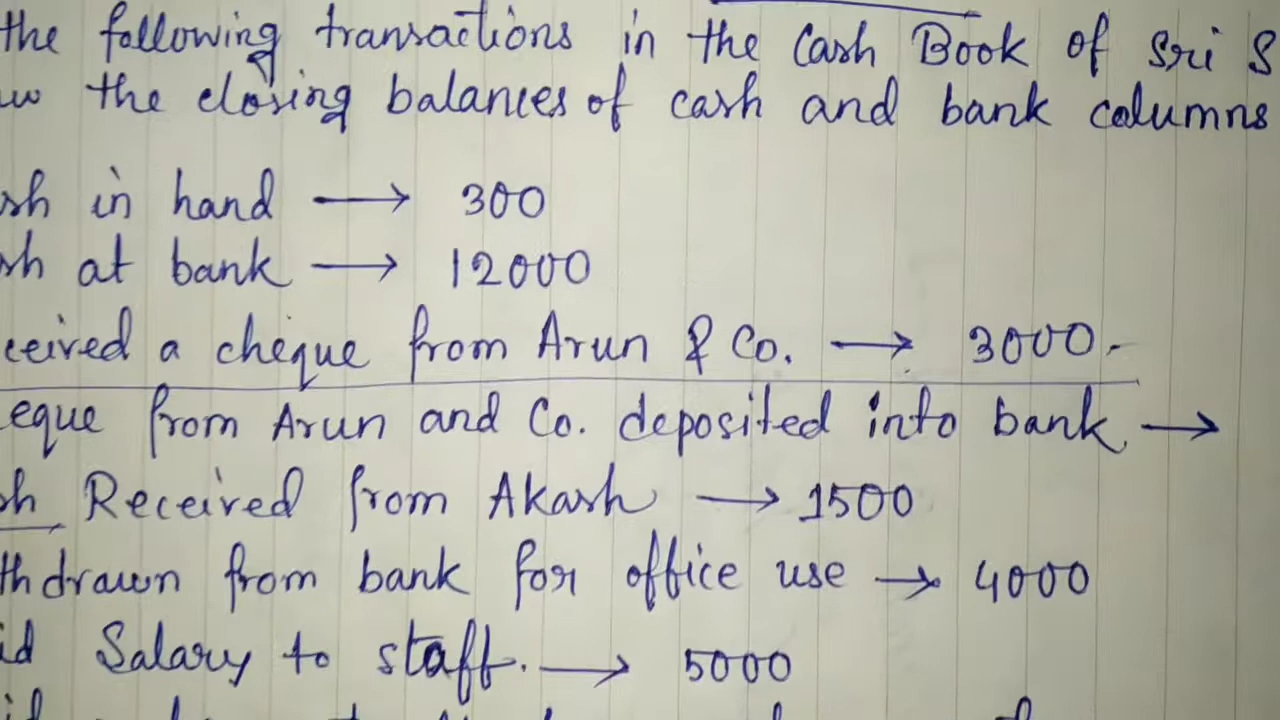 the following transactions in the Cash Book of Sri S
w the closing balances of cash and bank columns
sh in hand → 300
sh at bank → 12000
ceived a cheque from Arun & Co. → 3000.
eque from Arun and Co. deposited into bank →
sh Received from Akash → 1500
thdrawn from bank for office use → 4000
id Salary to staff. → 5000